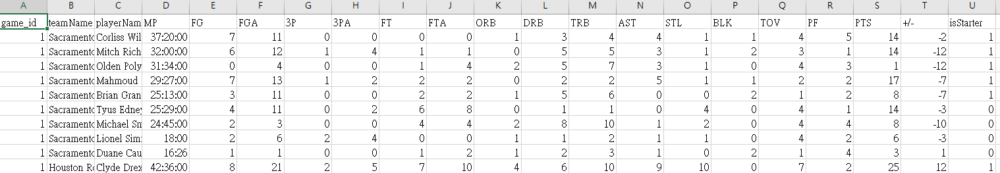 A B C D E F G H I J K L M N O P Q R S T U
game_id teamName playerNam MP FG FGA 3P 3PA FT FTA ORB DRB TRB AST STL BLK TOV PF PTS +/- isStarter
1 Sacramento Corliss Wil 37:20:00 7 11 0 0 0 0 1 3 4 4 1 1 4 5 14 -2 1
1 Sacramento Mitch Rich 32:00:00 6 12 1 4 1 1 0 5 5 3 1 2 3 1 14 -12 1
1 Sacramento Olden Poly 31:34:00 0 4 0 0 1 4 2 5 7 3 1 0 4 3 1 -12 1
1 Sacramento Mahmoud 29:27:00 7 13 1 2 2 2 0 2 2 5 1 1 2 2 17 -7 1
1 Sacramento Brian Gran 25:13:00 3 11 0 0 2 2 1 5 6 0 0 2 1 2 8 -7 1
1 Sacramento Tyus Edney 25:29:00 4 11 0 2 6 8 0 1 1 0 4 0 4 1 14 -3 0
1 Sacramento Michael Sm 24:45:00 2 3 0 0 4 4 2 8 10 1 2 0 4 4 8 -10 0
1 Sacramento Lionel Sim 18:00 2 6 2 4 0 0 1 1 2 1 1 0 4 2 6 -3 0
1 Sacramento Duane Cau 16:26 1 1 0 0 1 2 1 2 3 1 0 2 1 4 3 1 0
1 Houston Ro Clyde Drex 42:36:00 8 21 2 5 7 10 4 6 10 9 10 0 7 2 25 12 1